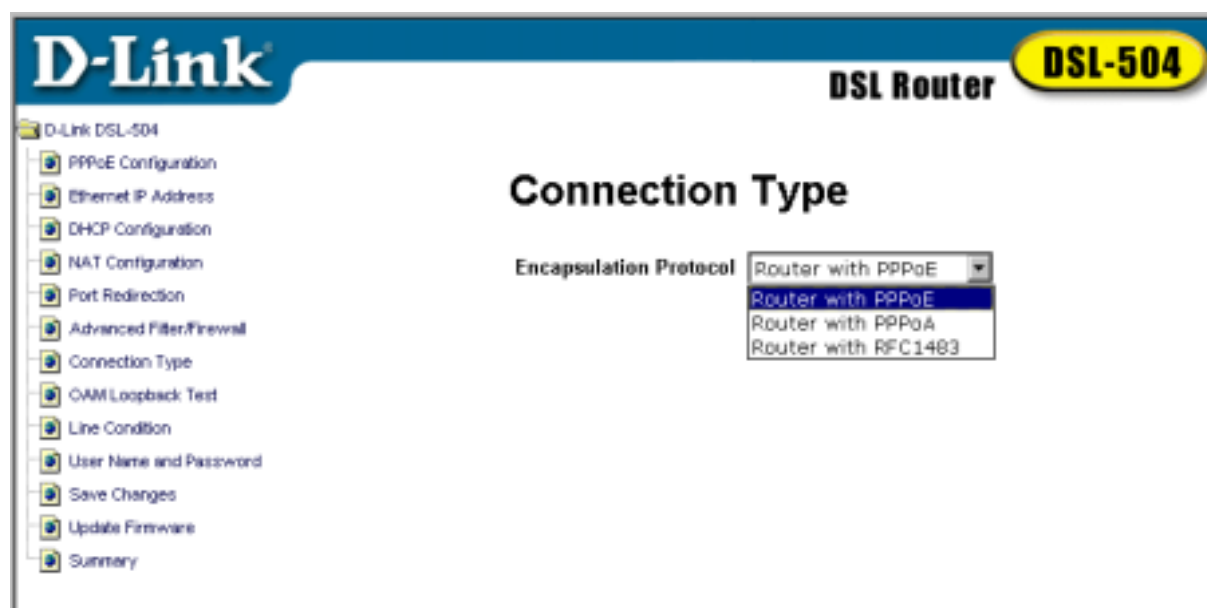 D-Link
DSL Router
DSL-504
D-Link DSL-504
PPPoE Configuration
Ethernet IP Address
DHCP Configuration
NAT Configuration
Port Redirection
Advanced Filter/Firewall
Connection Type
OAM Loopback Test
Line Condition
User Name and Password
Save Changes
Update Firmware
Summary
Connection Type
Encapsulation Protocol Router with PPPoE
Router with PPPoE
Router with PPPoA
Router with RFC1483